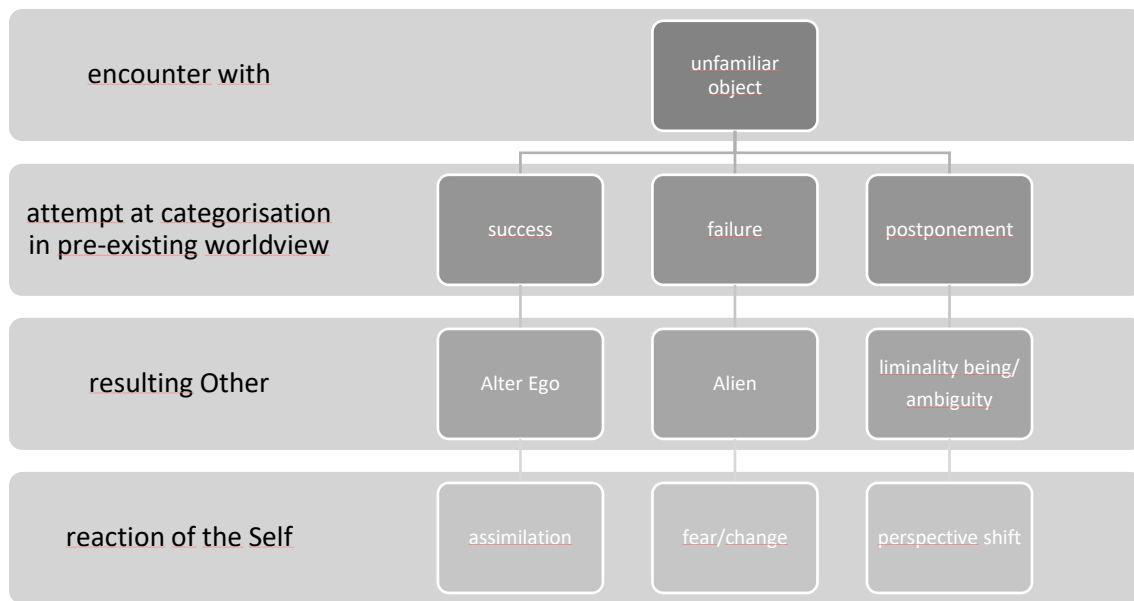 encounter with
unfamiliar
object
attempt at categorisation
in pre-existing worldview
success
failure
postponement
resulting Other
Alter Ego
Alien
liminality being/
ambiguity
reaction of the Self
assimilation
fear/change
perspective shift